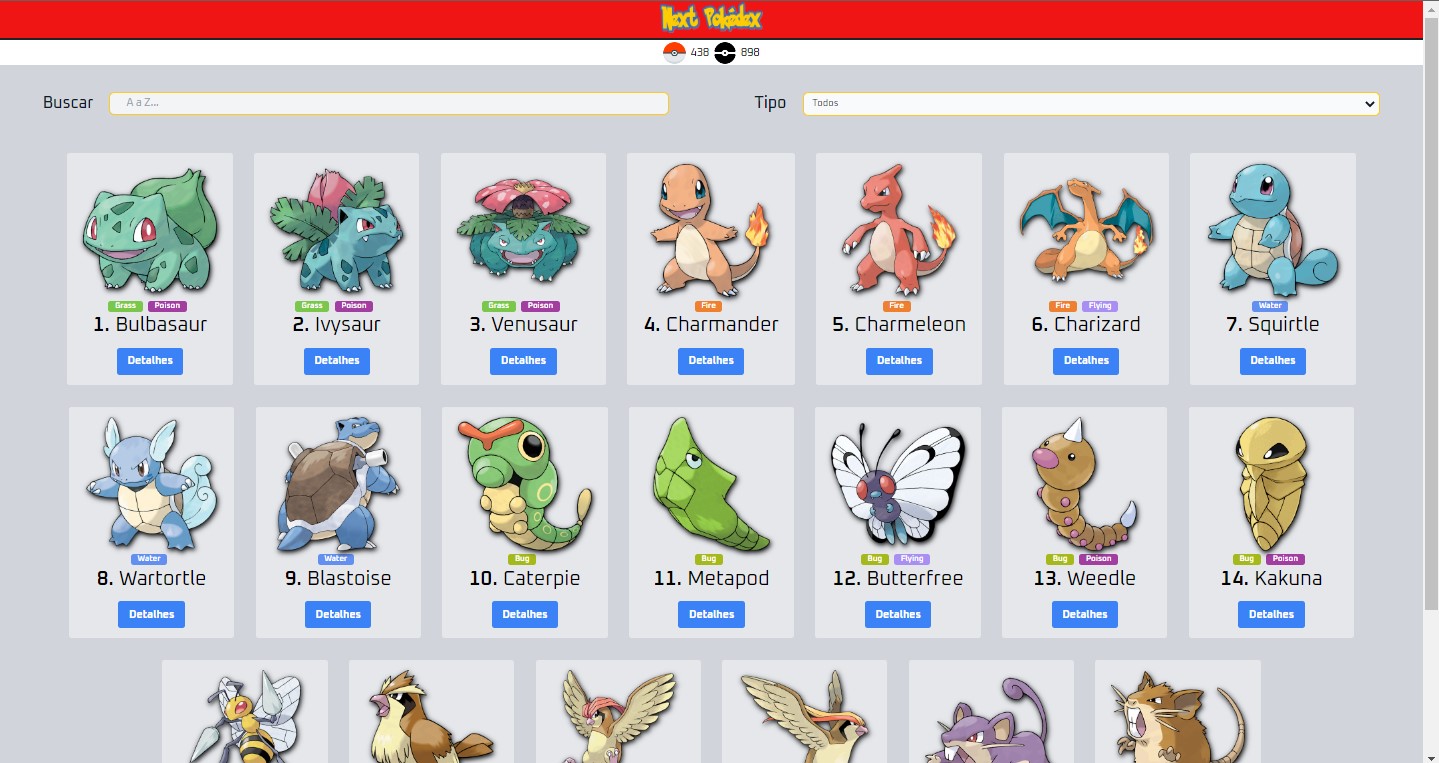 Next Pokédex
438 898
Buscar A a Z... Tipo Todos
Grass Poison Grass Poison Grass Poison Fire Fire Fire Flying Water
1. Bulbasaur 2. Ivysaur 3. Venusaur 4. Charmander 5. Charmeleon 6. Charizard 7. Squirtle
Detalhes Detalhes Detalhes Detalhes Detalhes Detalhes Detalhes
Water Water Bug Bug Bug Flying Bug Poison Bug Poison
8. Wartortle 9. Blastoise 10. Caterpie 11. Metapod 12. Butterfree 13. Weedle 14. Kakuna
Detalhes Detalhes Detalhes Detalhes Detalhes Detalhes Detalhes